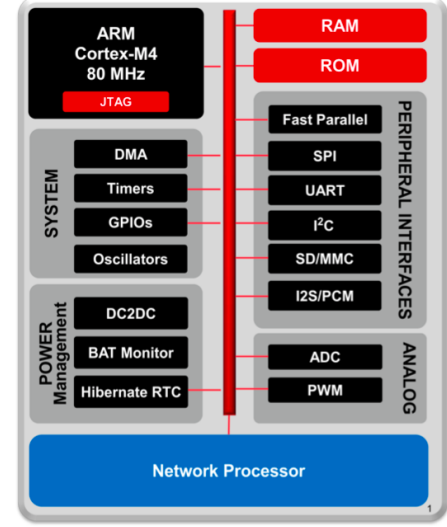 ARM
Cortex-M4
80 MHz
JTAG
RAM
ROM
SYSTEM
DMA
Timers
GPIOs
Oscillators
POWER
Management
DC2DC
BAT Monitor
Hibernate RTC
PERIPHERAL INTERFACES
Fast Parallel
SPI
UART
I²C
SD/MMC
I2S/PCM
ANALOG
ADC
PWM
Network Processor
1